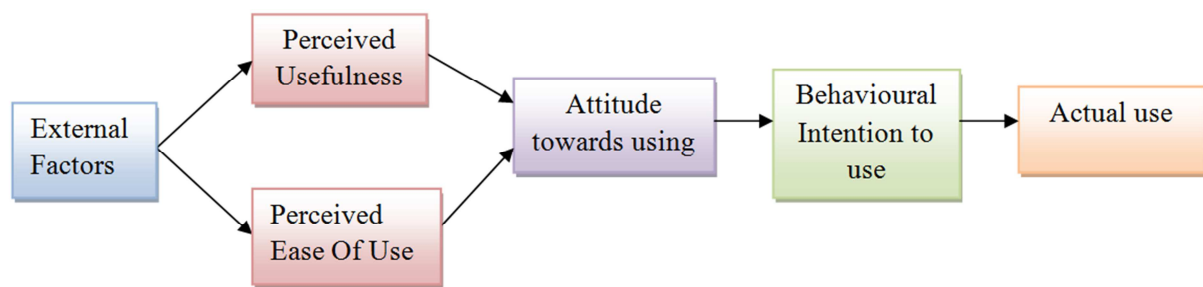 External
Factors
Perceived
Usefulness
Perceived
Ease Of Use
Attitude
towards using
Behavioural
Intention to
use
Actual use